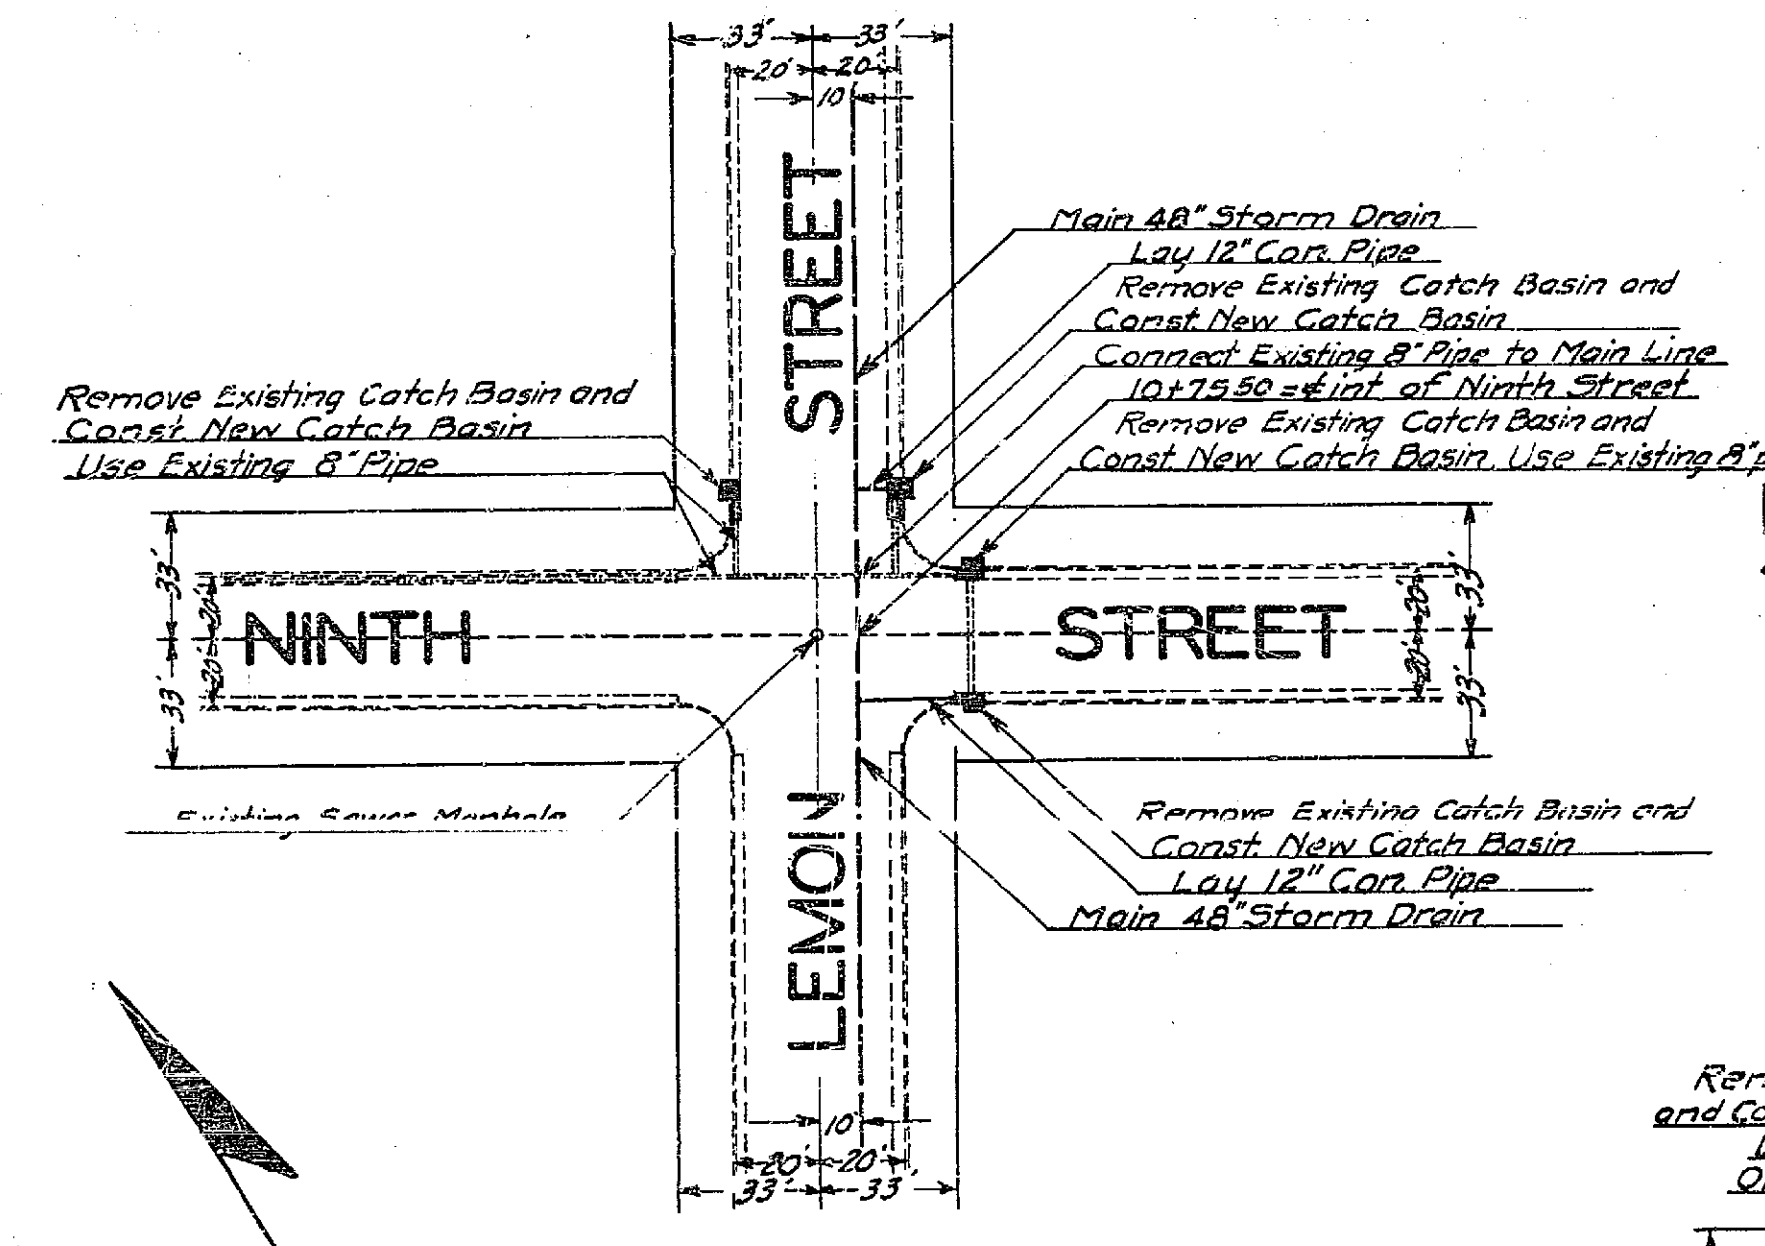 33' 33'
20' 20'
10'
STREET
Main 48" Storm Drain
Lay 12" Con. Pipe
Remove Existing Catch Basin and
Const. New Catch Basin
Connect Existing 8" Pipe to Main Line
10+75.50 = ℄ int of Ninth Street
Remove Existing Catch Basin and
Const. New Catch Basin. Use Existing 8" p
Remove Existing Catch Basin and
Const. New Catch Basin
Use Existing 8" Pipe
33' 20' 20' 33'
NINTH STREET
33' 20' 20' 33'
Existing Sewer Manhole
LEMON
Remove Existing Catch Basin and
Const. New Catch Basin
Lay 12" Con. Pipe
Main 48" Storm Drain
10'
20' 20'
33' 33'
Rem
and Co